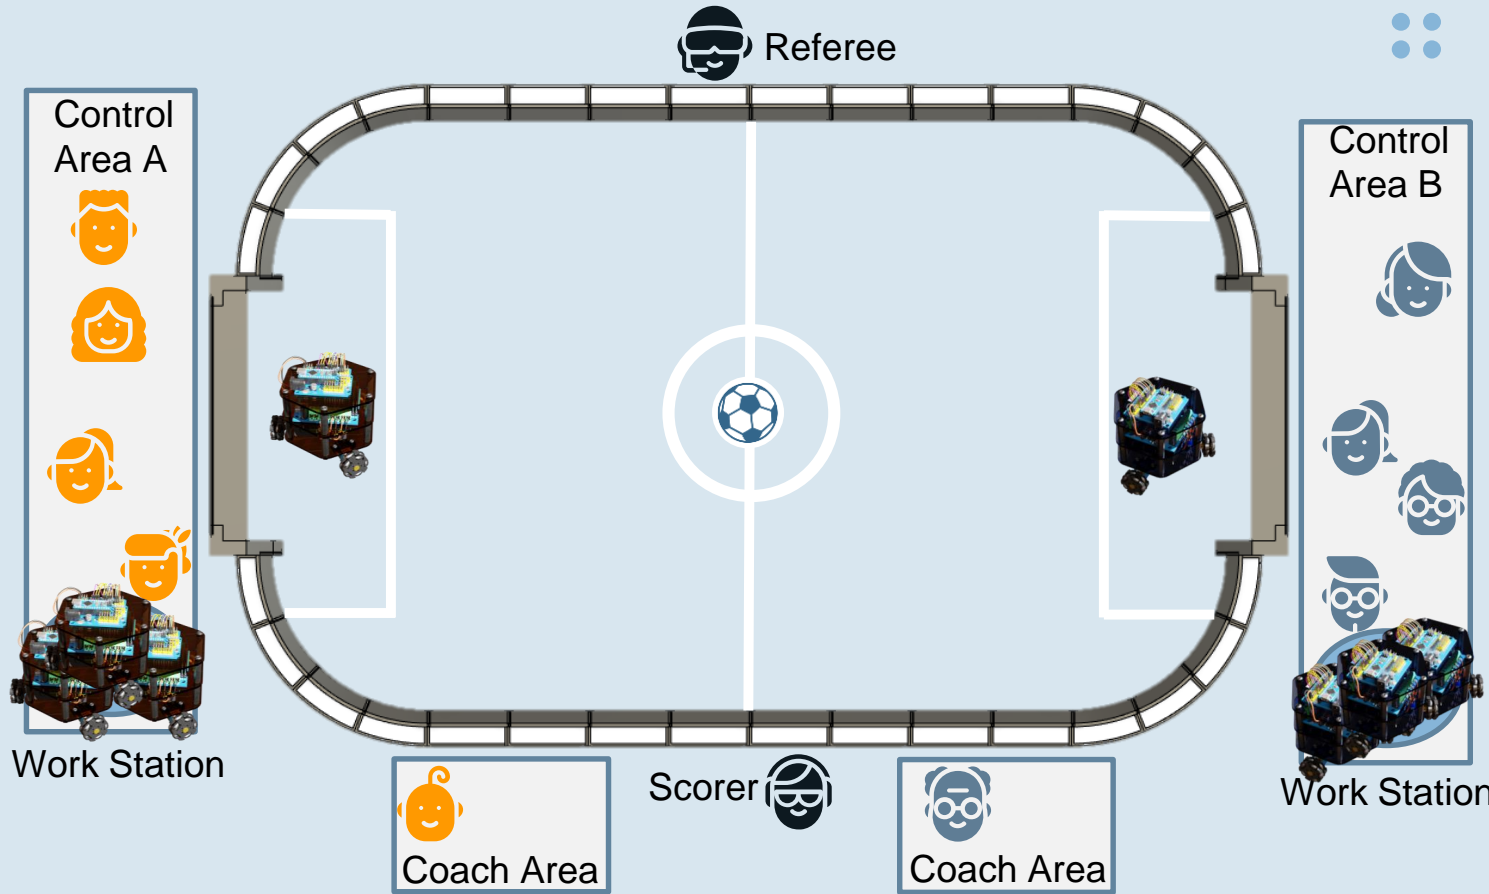 Referee
Control
Area A
Control
Area B
Work Station
Scorer
Work Station
Coach Area
Coach Area